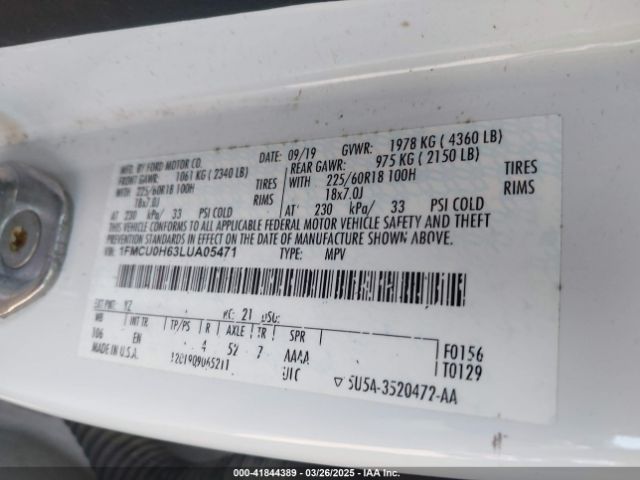 MFD. BY FORD MOTOR CO.
DATE: 09/19 GVWR: 1978 KG ( 4360 LB)
FRONT GAWR: 1061 KG ( 2340 LB)
REAR GAWR: 975 KG ( 2150 LB)
WITH 225/60R18 100H TIRES
WITH 225/60R18 100H TIRES
18x7.0J RIMS
18x7.0J RIMS
AT 230 kPa/ 33 PSI COLD
AT 230 kPa/ 33 PSI COLD
THIS VEHICLE CONFORMS TO ALL APPLICABLE FEDERAL MOTOR
VEHICLE SAFETY AND THEFT PREVENTION STANDARDS IN EFFECT ON THE DATE OF MANUFACTURE SHOWN ABOVE.
VIN: 1FMCU0H63LUA05471 TYPE: MPV
EXT PNT: YZ RC: 21 DSO:
WB INT TR TP/PS R AXLE TR SPR
106 EN 4 52 7 AAAA
UTC
MADE IN U.S.A.
F0156
T0129
5U5A-3520472-AA
000-41844389 - 03/26/2025 - IAA Inc.